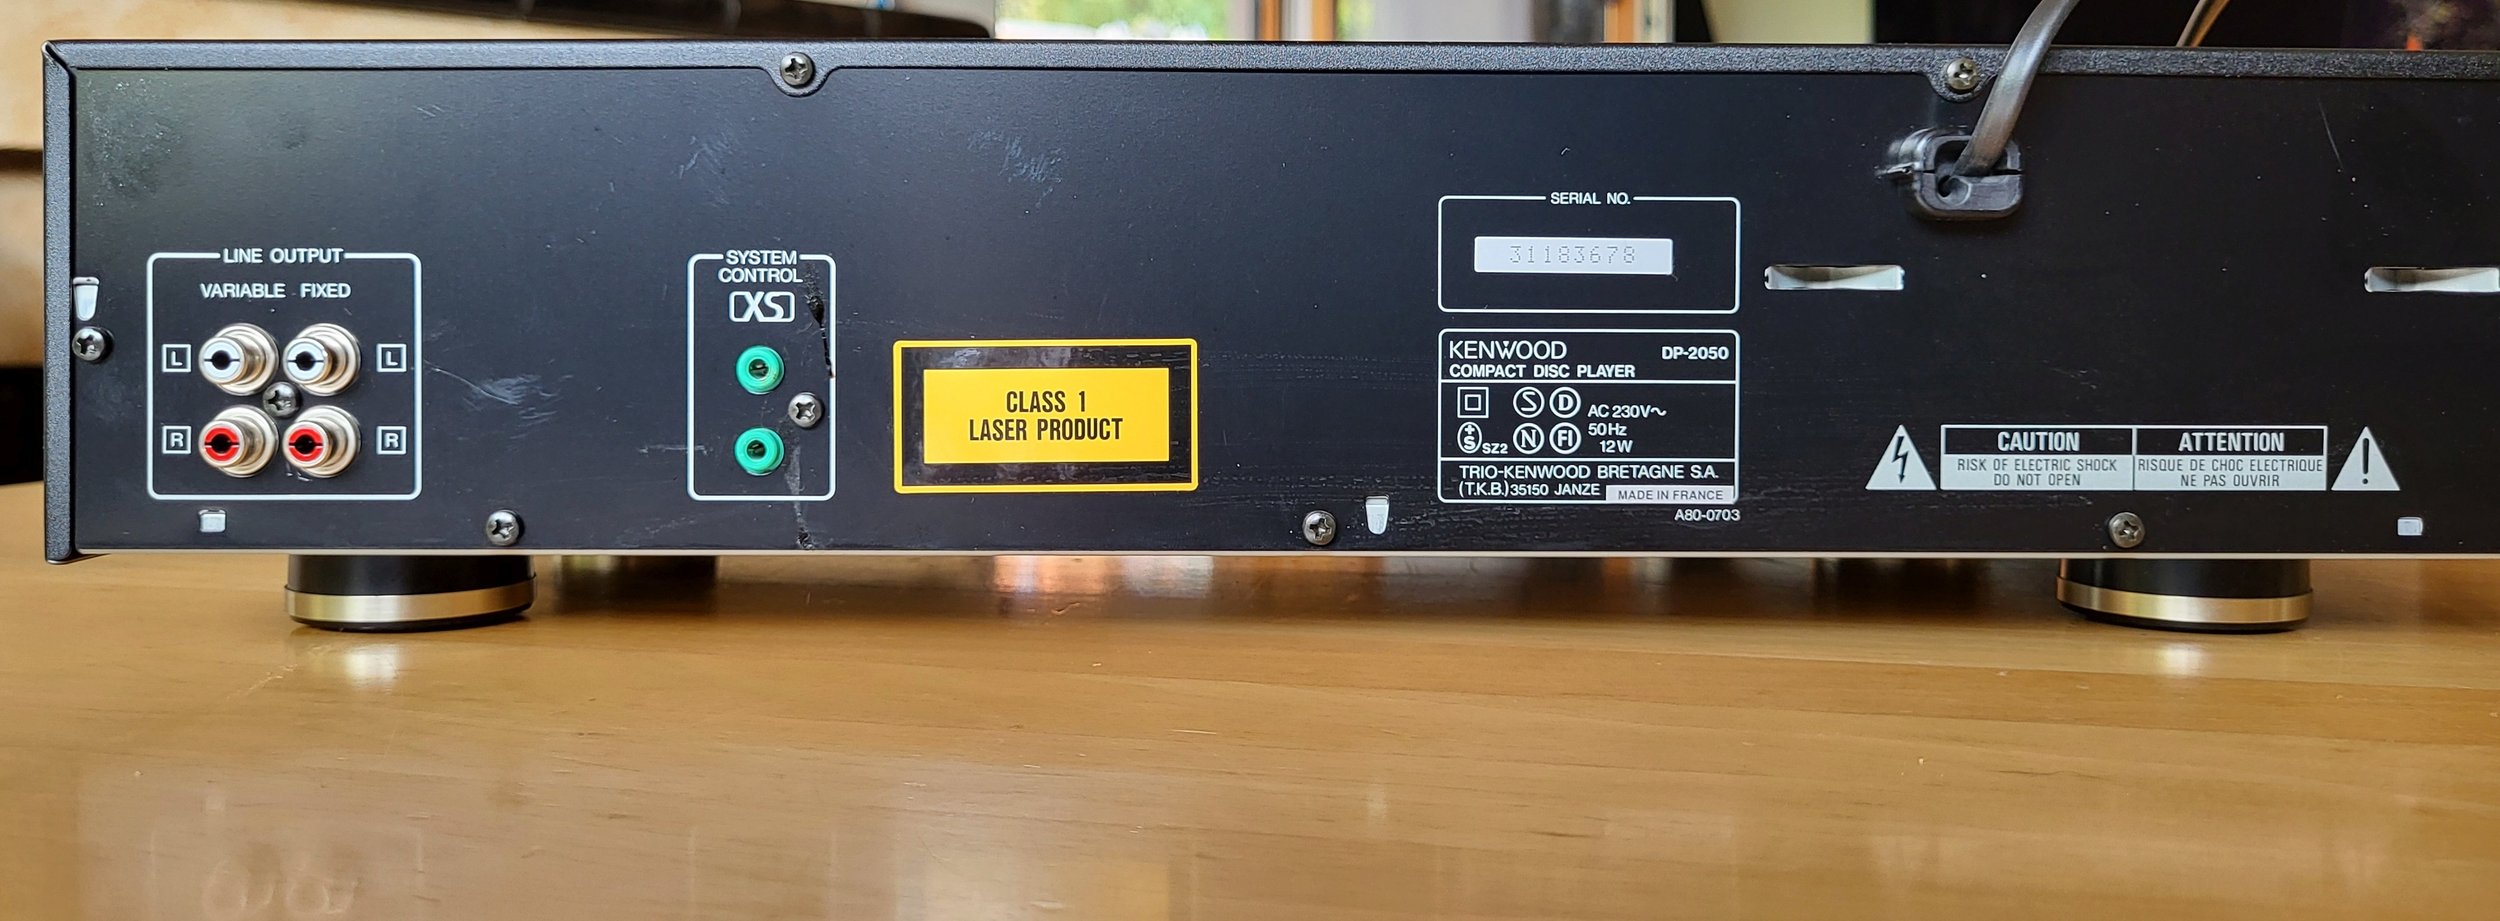 LINE OUTPUT
VARIABLE FIXED
L L
R R
SYSTEM
CONTROL
XS
CLASS 1
LASER PRODUCT
SERIAL NO.
31183678
KENWOOD DP-2050
COMPACT DISC PLAYER
S D AC 230V~
50Hz
+S SZ2 N FI 12W
TRIO-KENWOOD BRETAGNE S.A.
(T.K.B.) 35150 JANZE MADE IN FRANCE
A80-0703
CAUTION
RISK OF ELECTRIC SHOCK
DO NOT OPEN
ATTENTION
RISQUE DE CHOC ELECTRIQUE
NE PAS OUVRIR
!